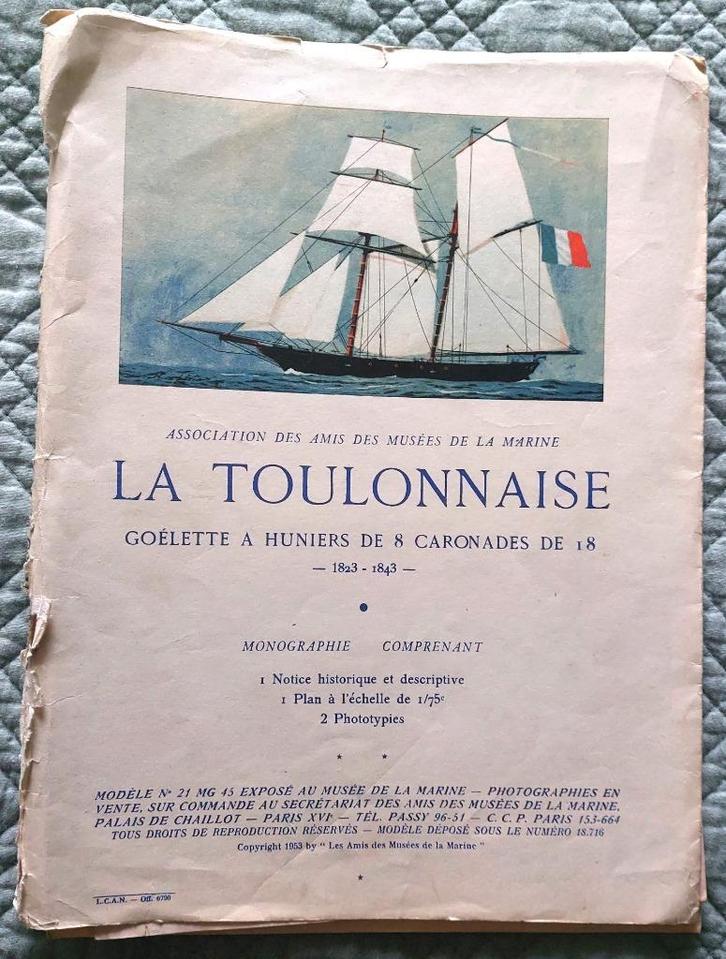 ASSOCIATION DES AMIS DES MUSÉES DE LA MARINE
LA TOULONNAISE
GOÉLETTE A HUNIERS DE 8 CARONADES DE 18
— 1823 - 1843 —
MONOGRAPHIE COMPRENANT
1 Notice historique et descriptive
1 Plan à l'échelle de 1/75e
2 Phototypies
MODÈLE No 21 MG 45 EXPOSÉ AU MUSÉE DE LA MARINE — PHOTOGRAPHIES EN
VENTE, SUR COMMANDE AU SECRÉTARIAT DES AMIS DES MUSÉES DE LA MARINE,
PALAIS DE CHAILLOT — PARIS XVIe — TÉL. PASSY 96-51 — C. C. P. PARIS 153-664
TOUS DROITS DE REPRODUCTION RÉSERVÉS — MODÈLE DÉPOSÉ SOUS LE NUMÉRO 18.716
Copyright 1953 by " Les Amis des Musées de la Marine "
L.C.A.N. — Off. 6790